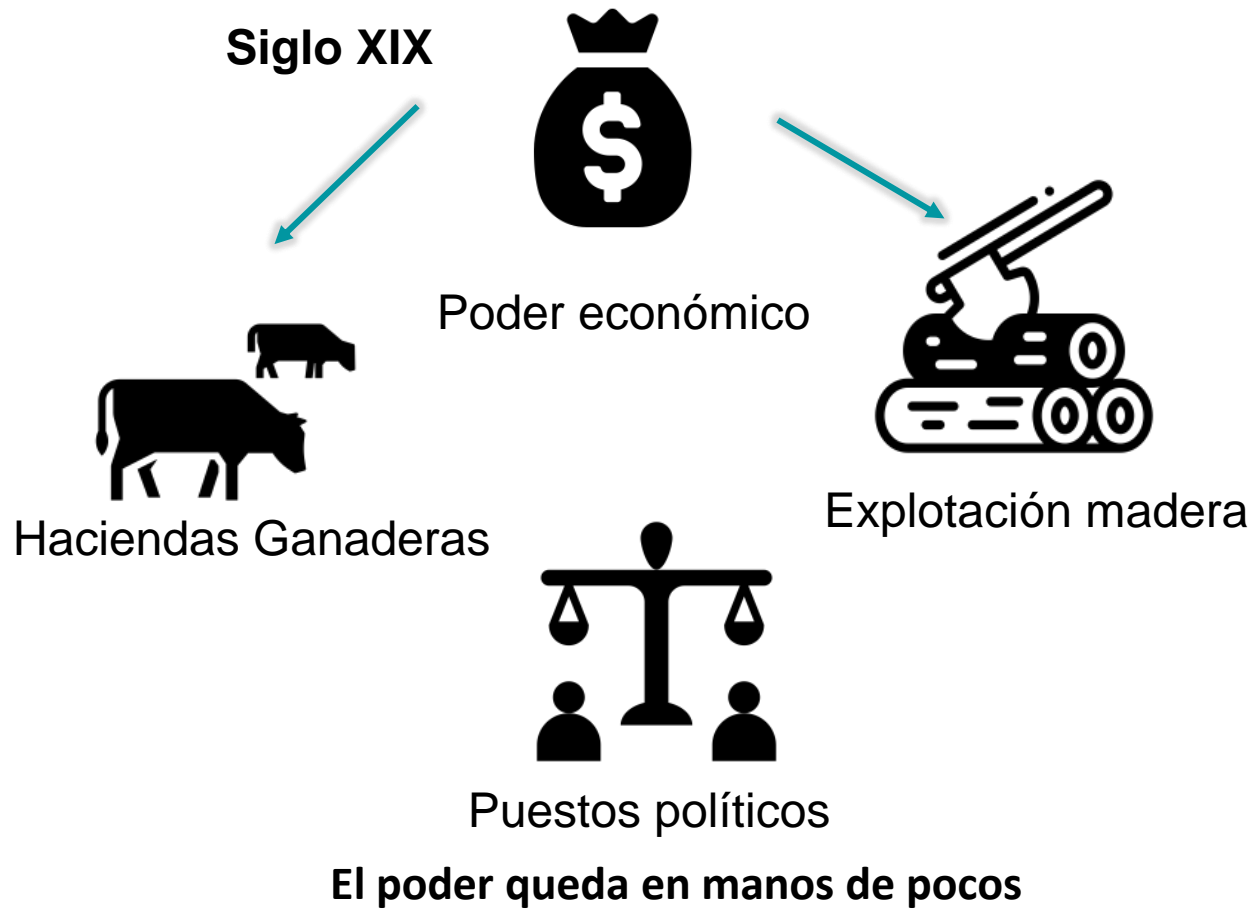 Siglo XIX
$
Poder económico
Haciendas Ganaderas
Explotación madera
Puestos políticos
El poder queda en manos de pocos